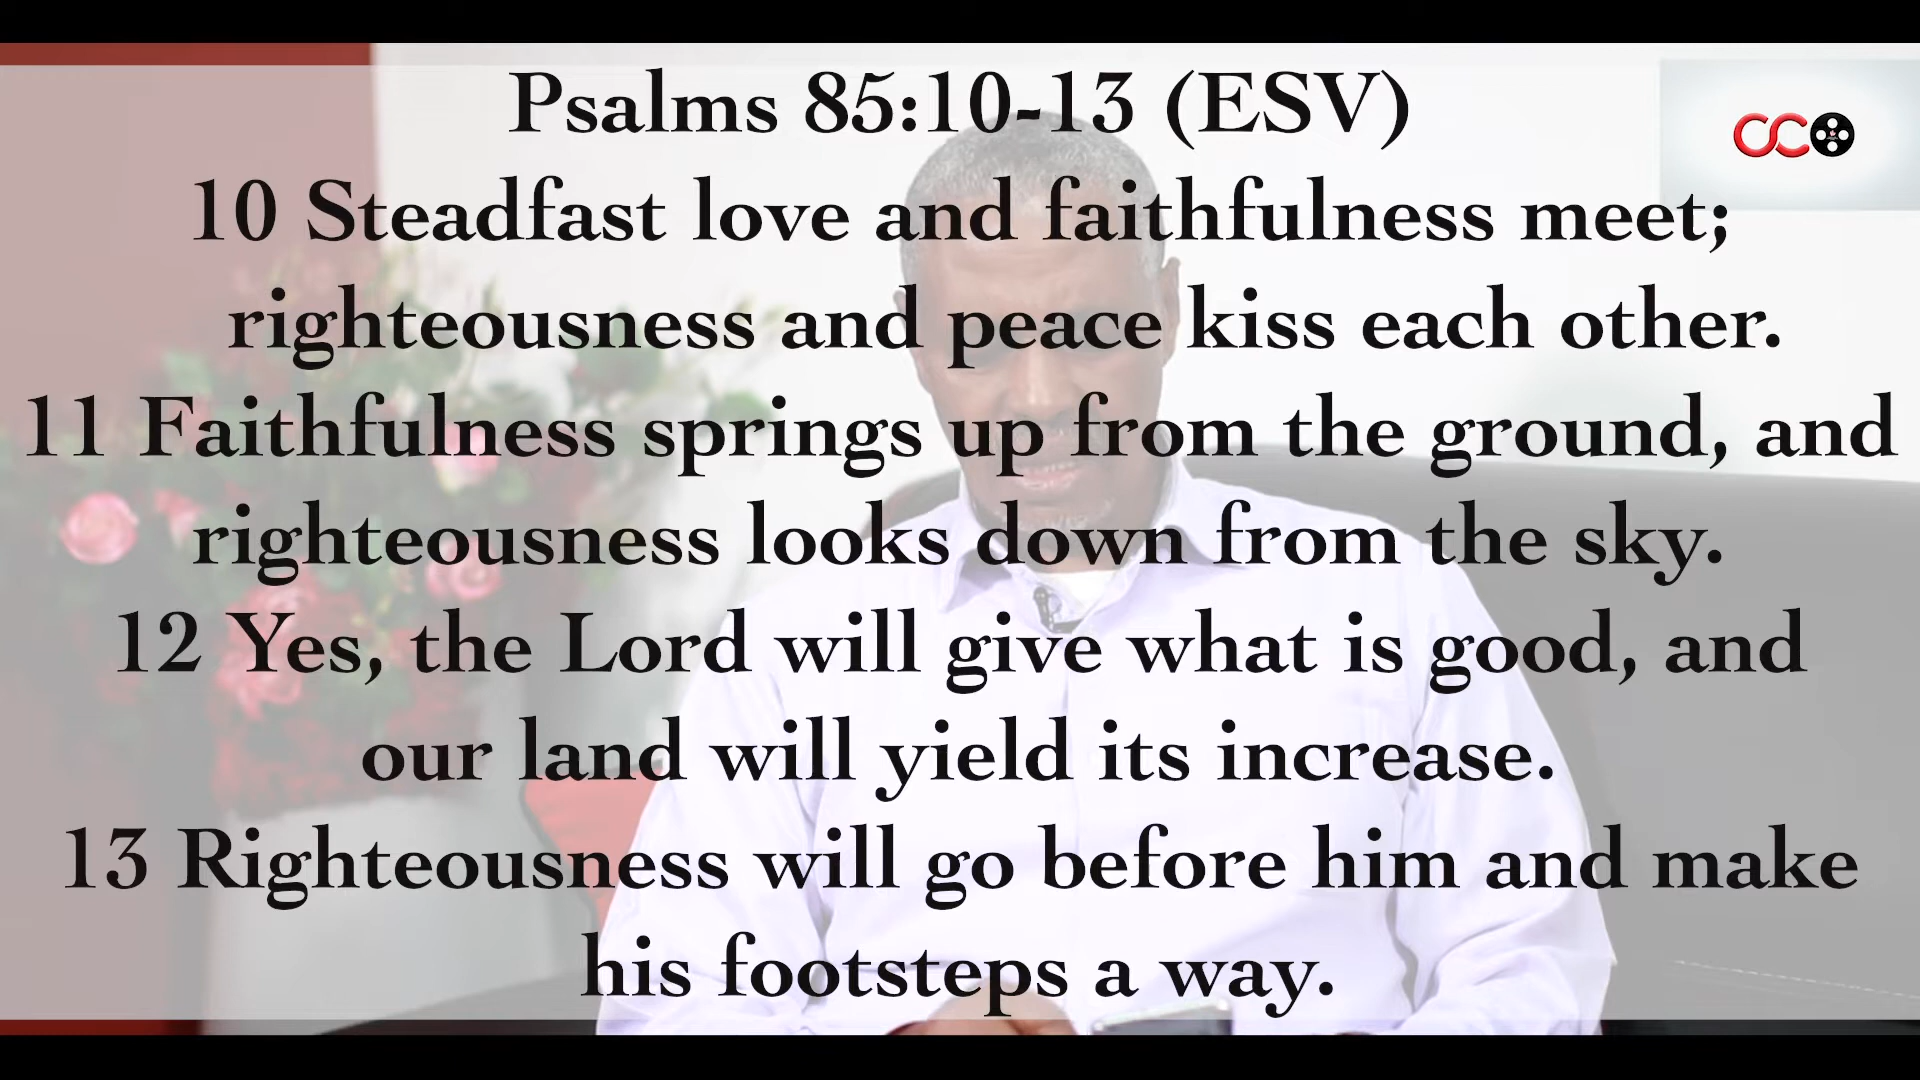 Psalms 85:10-13 (ESV)
10 Steadfast love and faithfulness meet;
righteousness and peace kiss each other.
11 Faithfulness springs up from the ground, and
righteousness looks down from the sky.
12 Yes, the Lord will give what is good, and
our land will yield its increase.
13 Righteousness will go before him and make
his footsteps a way.
CC